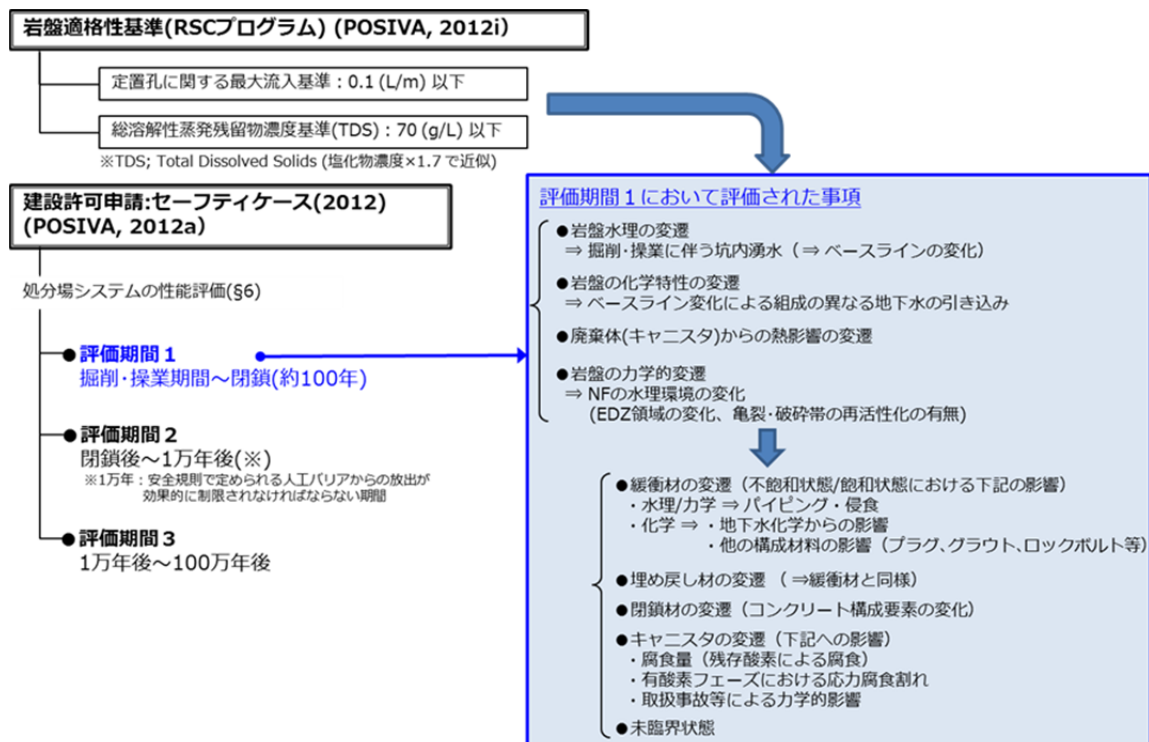 岩盤適格性基準(RSCプログラム) (POSIVA, 2012i)
定置孔に関する最大流入基準：0.1 (L/m) 以下
総溶解性蒸発残留物濃度基準(TDS)：70 (g/L) 以下
※TDS; Total Dissolved Solids (塩化物濃度×1.7 で近似)
建設許可申請:セーフティケース(2012)
(POSIVA, 2012a）
処分場システムの性能評価(§6)
●評価期間１
掘削・操業期間～閉鎖(約100年)
●評価期間２
閉鎖後～1万年後(※)
※1万年：安全規則で定められる人工バリアからの放出が
効果的に制限されなければならない期間
●評価期間３
1万年後～100万年後
評価期間１において評価された事項
●岩盤水理の変遷
⇒ 掘削・操業に伴う坑内湧水（⇒ ベースラインの変化）
●岩盤の化学特性の変遷
⇒ ベースライン変化による組成の異なる地下水の引き込み
●廃棄体(キャニスタ)からの熱影響の変遷
●岩盤の力学的変遷
⇒ NFの水理環境の変化
(EDZ領域の変化、亀裂・破砕帯の再活性化の有無)
●緩衝材の変遷（不飽和状態/飽和状態における下記の影響）
・水理/力学 ⇒ パイピング・侵食
・化学 ⇒ ・地下水化学からの影響
・他の構成材料の影響（プラグ、グラウト、ロックボルト等）
●埋め戻し材の変遷 （ ⇒緩衝材と同様）
●閉鎖材の変遷（コンクリート構成要素の変化）
●キャニスタの変遷（下記への影響）
・腐食量（残存酸素による腐食）
・有酸素フェーズにおける応力腐食割れ
・取扱事故等による力学的影響
●未臨界状態